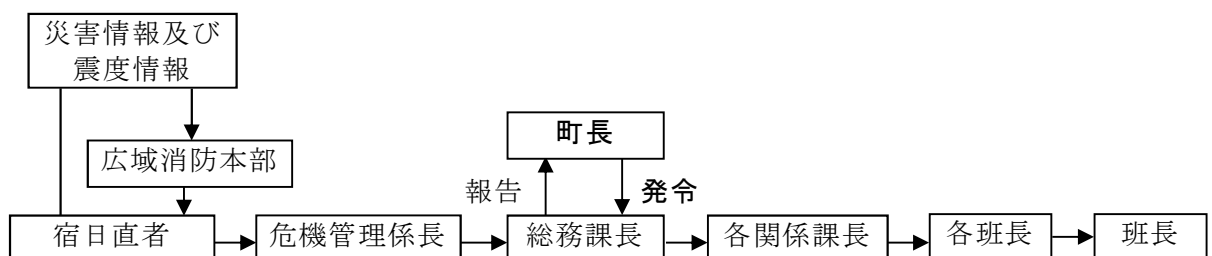 災害情報及び
震度情報
町長
広域消防本部
報告
発令
宿日直者
危機管理係長
総務課長
各関係課長
各班長
班長